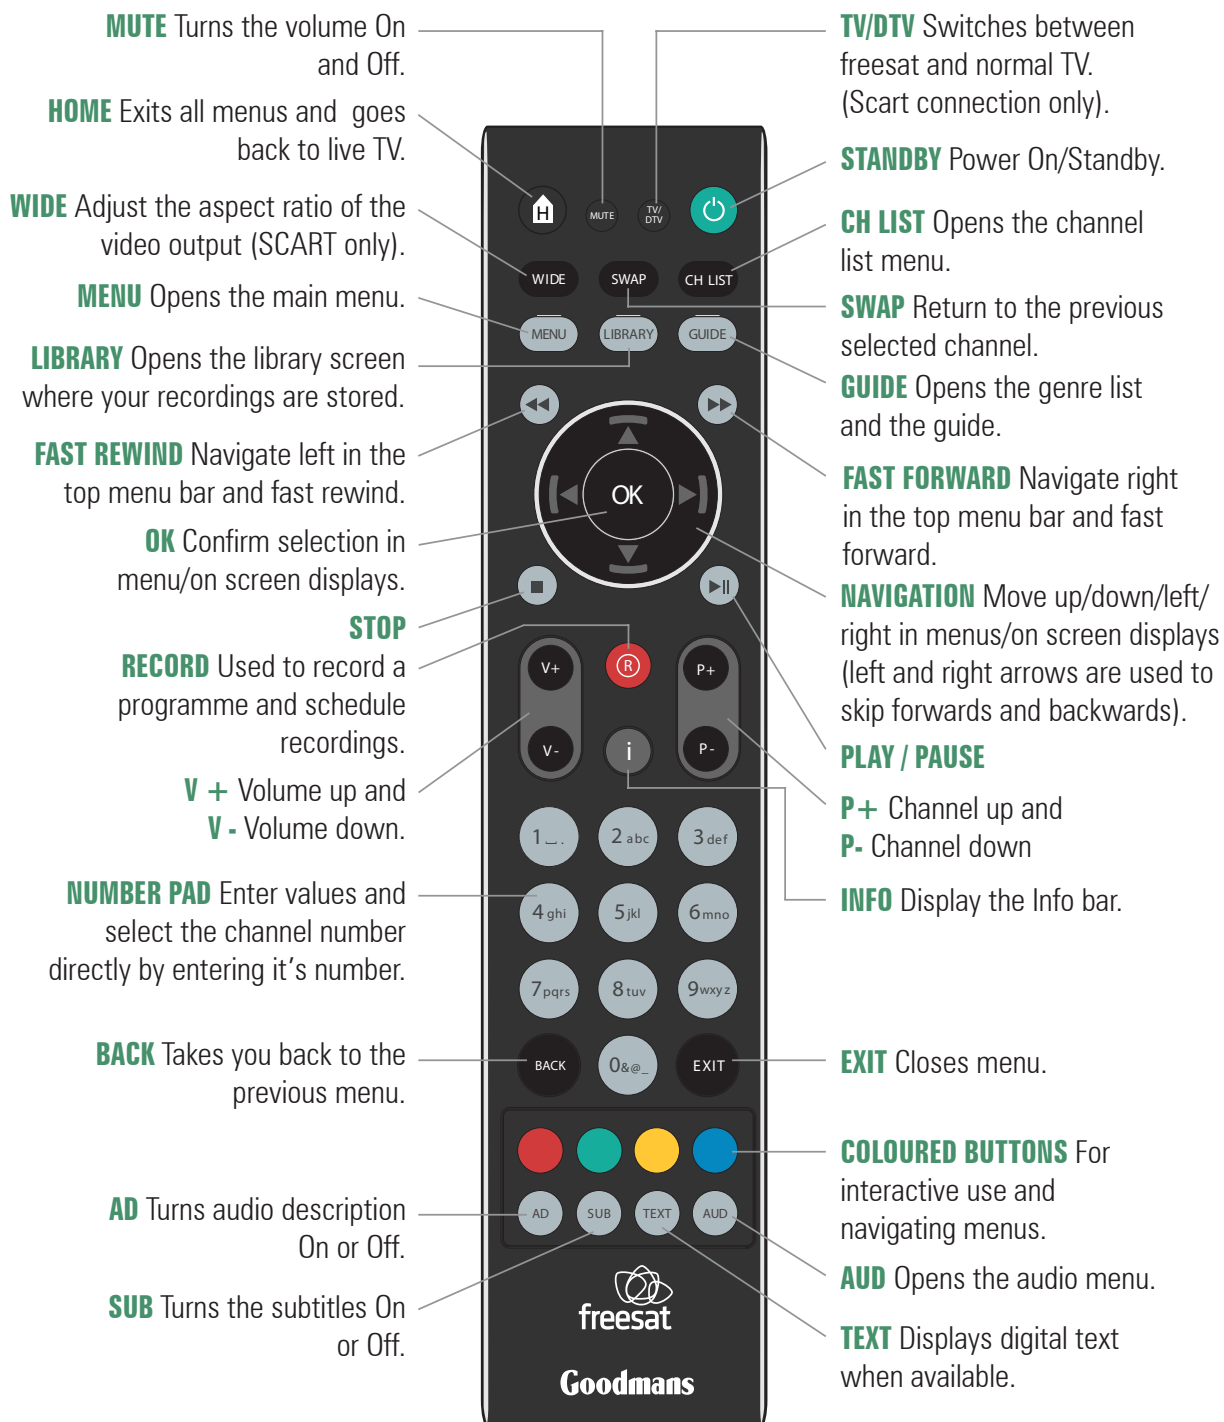 MUTE Turns the volume On
and Off.
HOME Exits all menus and goes
back to live TV.
WIDE Adjust the aspect ratio of the
video output (SCART only).
MENU Opens the main menu.
LIBRARY Opens the library screen
where your recordings are stored.
FAST REWIND Navigate left in the
top menu bar and fast rewind.
OK Confirm selection in
menu/on screen displays.
STOP
RECORD Used to record a
programme and schedule
recordings.
V + Volume up and
V - Volume down.
NUMBER PAD Enter values and
select the channel number
directly by entering it's number.
BACK Takes you back to the
previous menu.
AD Turns audio description
On or Off.
SUB Turns the subtitles On
or Off.
H MUTE TV/
DTV
WIDE SWAP CH LIST
MENU LIBRARY GUIDE
OK
V+ R P+
V- i P-
1 ⎵ . 2 abc 3 def
4 ghi 5 jkl 6 mno
7 pqrs 8 tuv 9 wxyz
BACK 0 &@_ EXIT
AD SUB TEXT AUD
freesat
Goodmans
TV/DTV Switches between
freesat and normal TV.
(Scart connection only).
STANDBY Power On/Standby.
CH LIST Opens the channel
list menu.
SWAP Return to the previous
selected channel.
GUIDE Opens the genre list
and the guide.
FAST FORWARD Navigate right
in the top menu bar and fast
forward.
NAVIGATION Move up/down/left/
right in menus/on screen displays
(left and right arrows are used to
skip forwards and backwards).
PLAY / PAUSE
P+ Channel up and
P- Channel down
INFO Display the Info bar.
EXIT Closes menu.
COLOURED BUTTONS For
interactive use and
navigating menus.
AUD Opens the audio menu.
TEXT Displays digital text
when available.